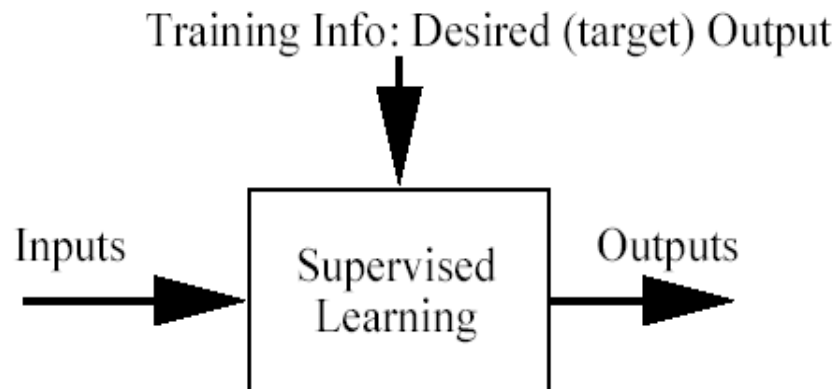 Training Info: Desired (target) Output
Inputs
Supervised
Learning
Outputs